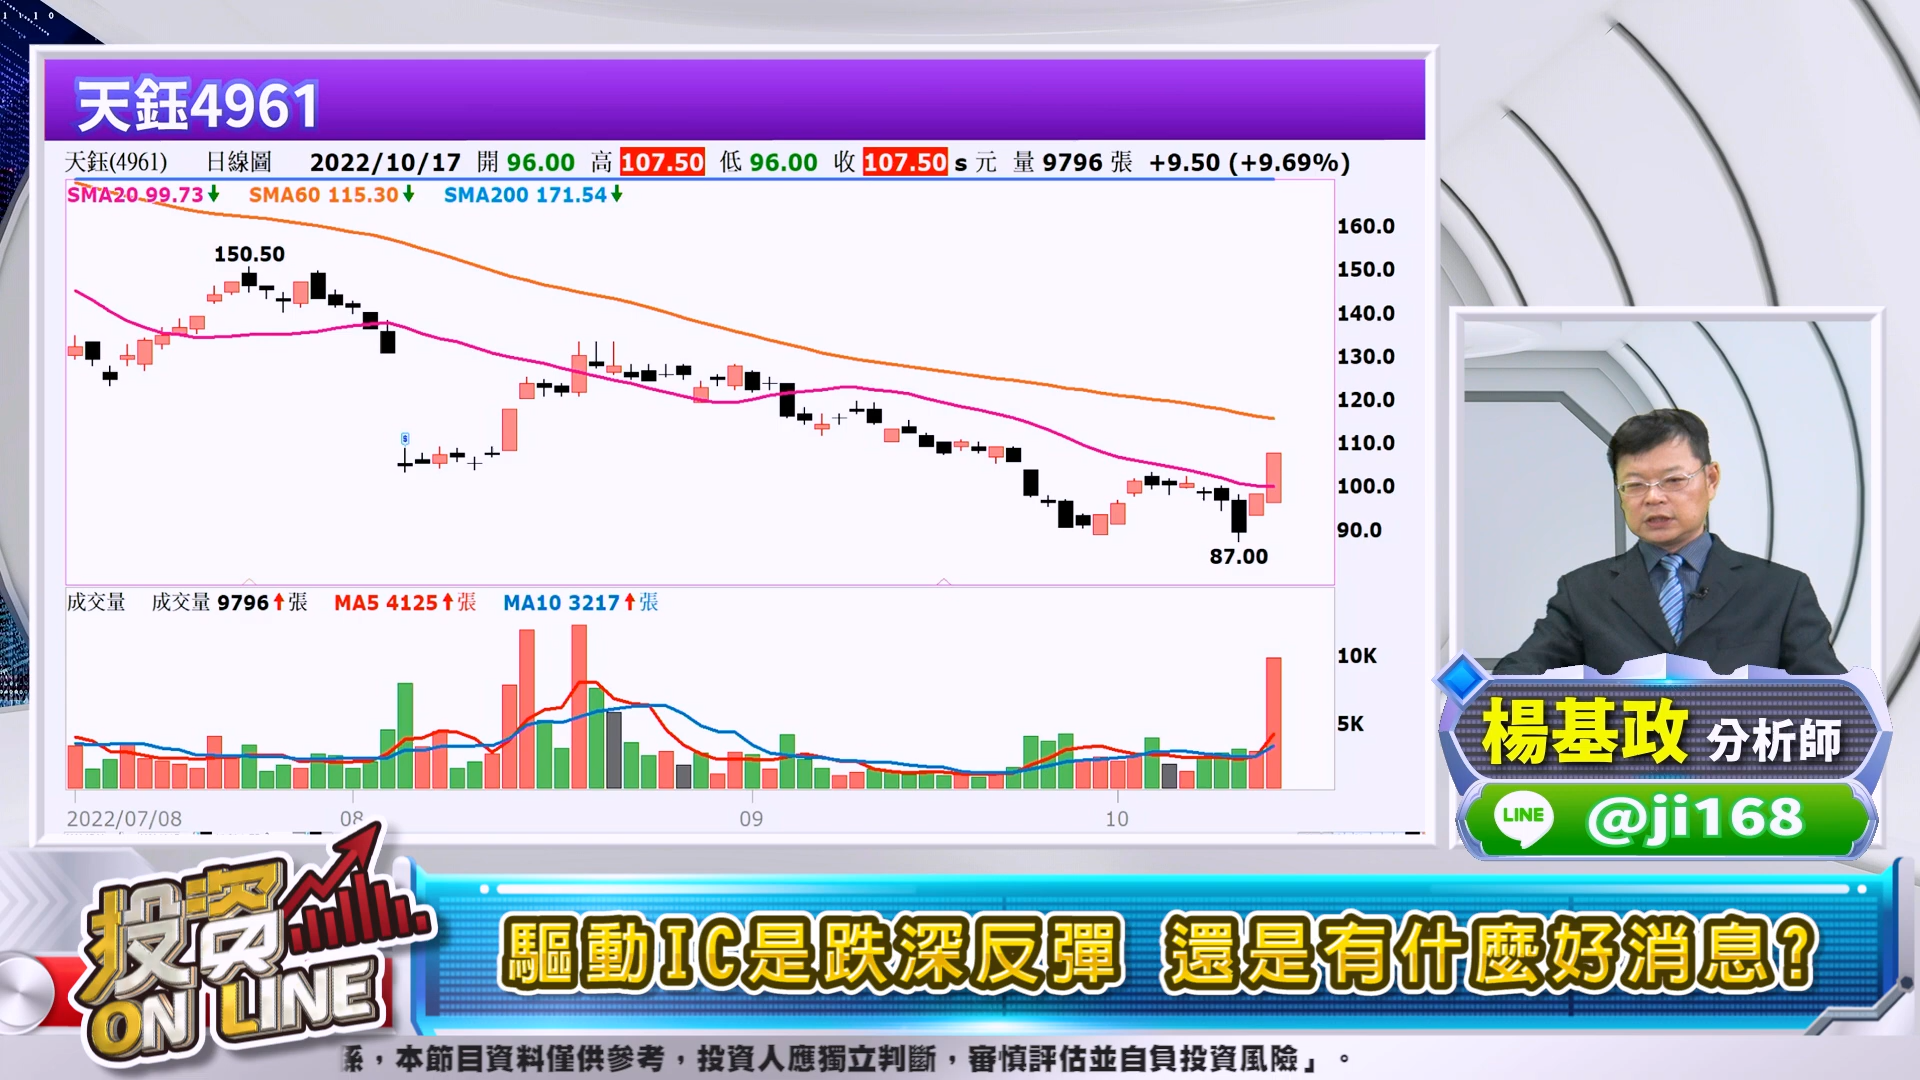 天鈺4961
天鈺(4961) 日線圖 2022/10/17 開 96.00 高 107.50 低 96.00 收 107.50 s 元 量 9796 張 +9.50 (+9.69%)
SMA20 99.73↓ SMA60 115.30↓ SMA200 171.54↓
160.0
150.50
150.0
140.0
130.0
120.0
110.0
100.0
90.0
87.00
成交量 成交量 9796↑張 MA5 4125↑張 MA10 3217↑張
10K
5K
2022/07/08 08 09 10
楊基政 分析師
LINE @ji168
投資
ON LINE
驅動IC是跌深反彈 還是有什麼好消息?
係，本節目資料僅供參考，投資人應獨立判斷，審慎評估並自負投資風險」。